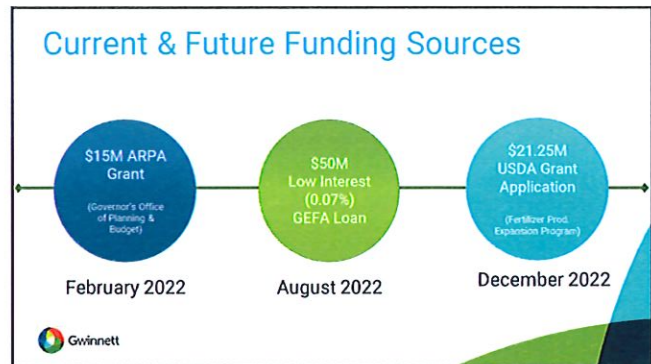 Current & Future Funding Sources
$15M ARPA
Grant
(Governor's Office
of Planning &
Budget)
February 2022
$50M
Low Interest
(0.07%)
GEFA Loan
August 2022
$21.25M
USDA Grant
Application
(Fertilizer Prod.
Expansion Program)
December 2022
Gwinnett